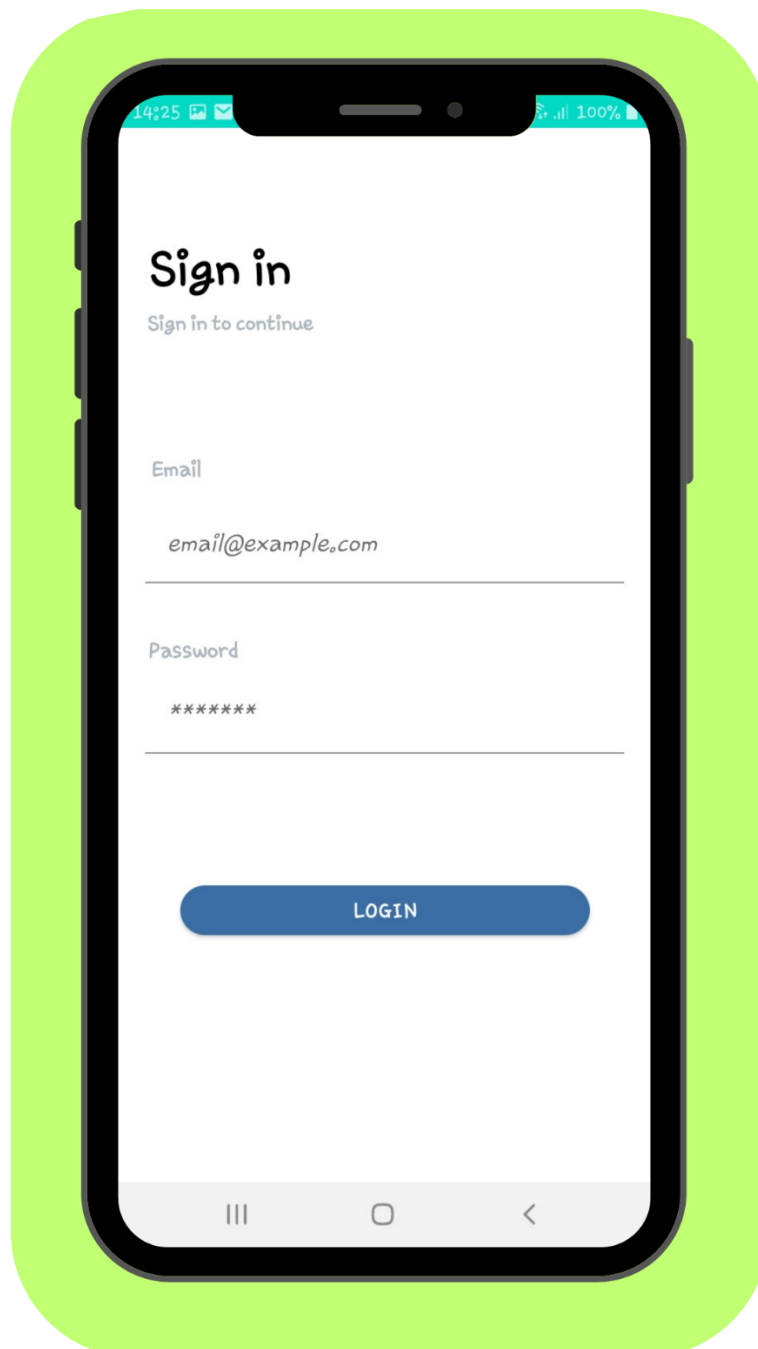 14:25 100%
Sign in
Sign in to continue
Email
email@example.com
Password
*******
LOGIN